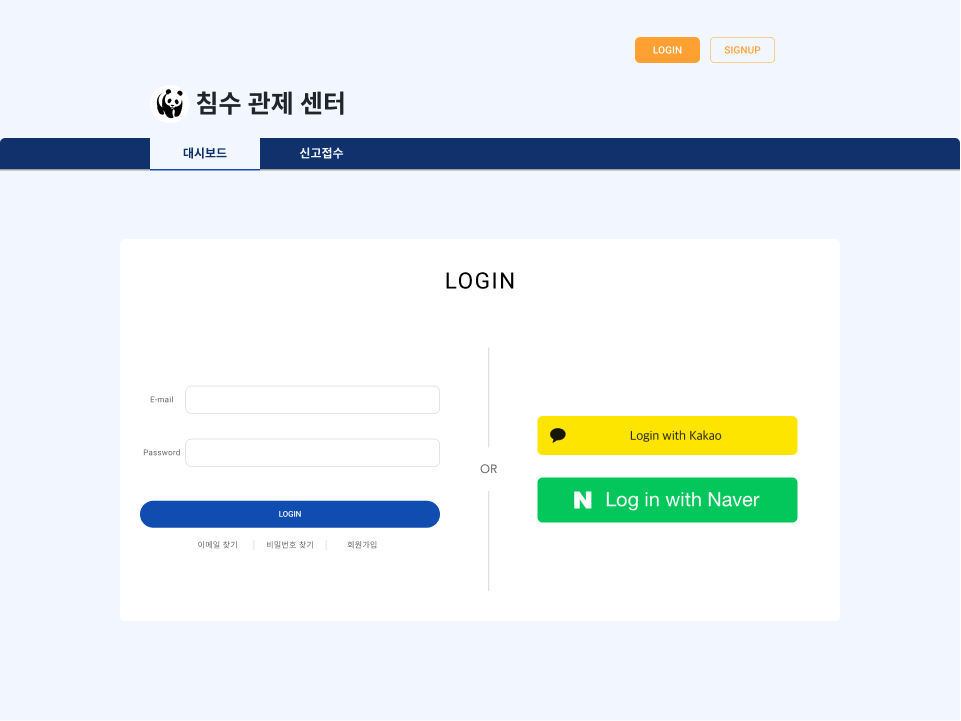 LOGIN
SIGNUP
침수 관제 센터
대시보드
신고접수
LOGIN
E-mail
Password
LOGIN
이메일 찾기
비밀번호 찾기
회원가입
OR
Login with Kakao
N Log in with Naver